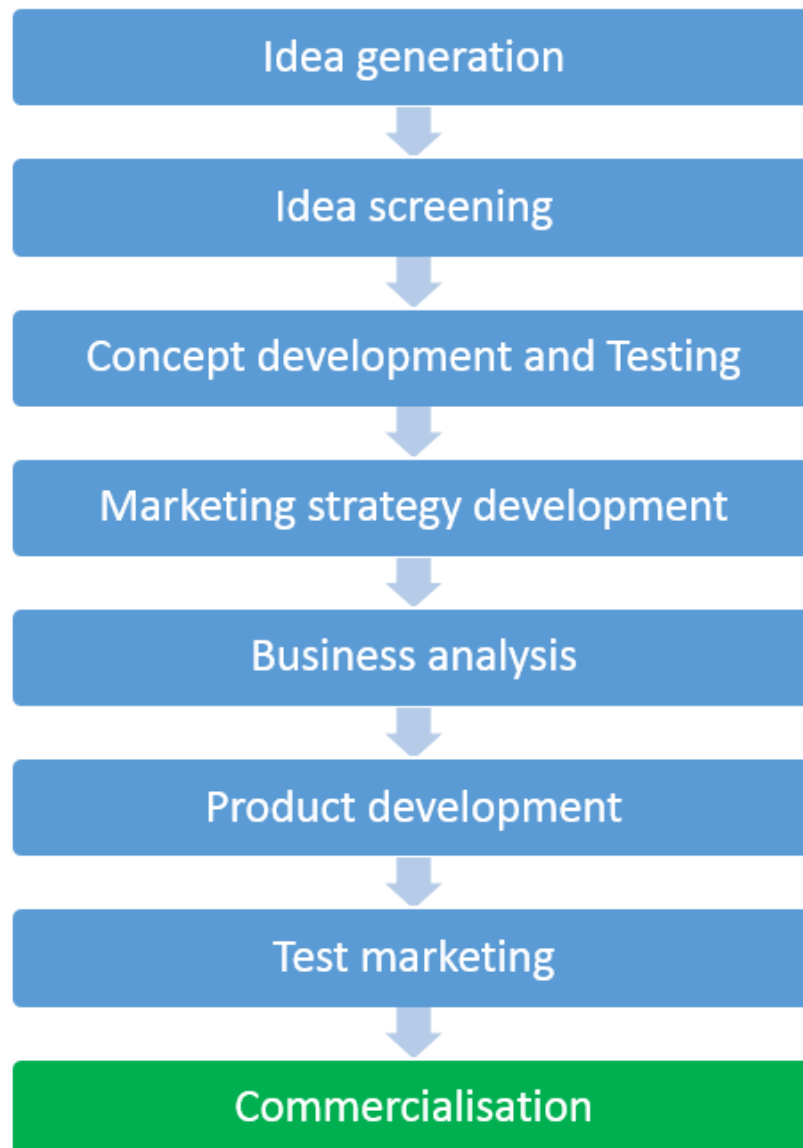 Idea generation
Idea screening
Concept development and Testing
Marketing strategy development
Business analysis
Product development
Test marketing
Commercialisation